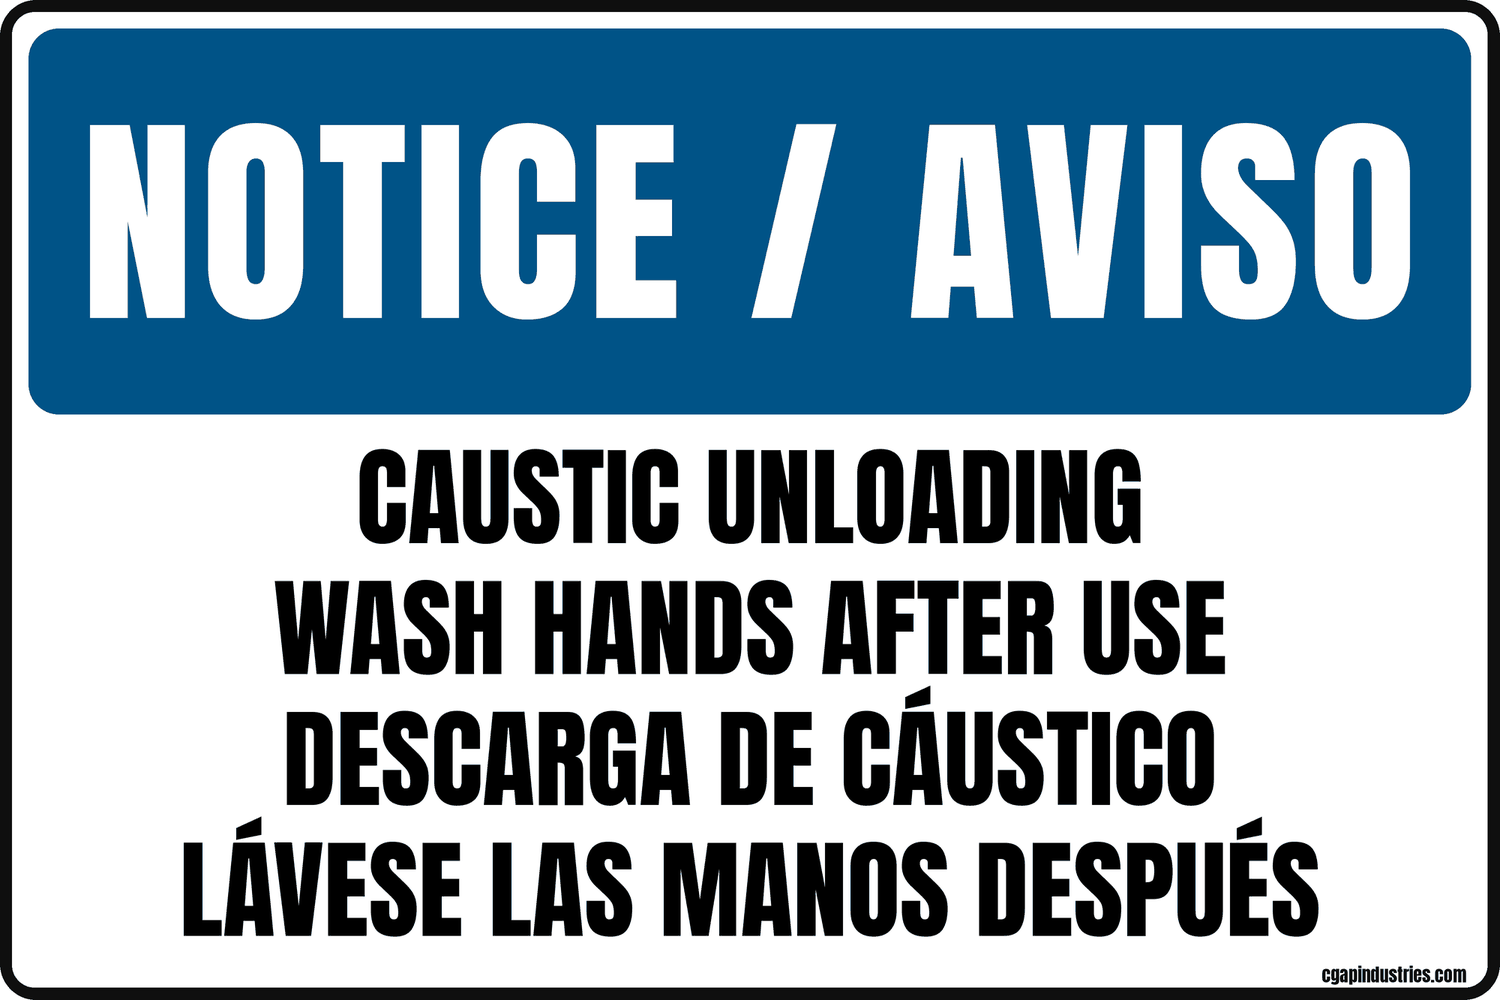 NOTICE / AVISO
CAUSTIC UNLOADING
WASH HANDS AFTER USE
DESCARGA DE CÁUSTICO
LÁVESE LAS MANOS DESPUÉS
cgapindustries.com